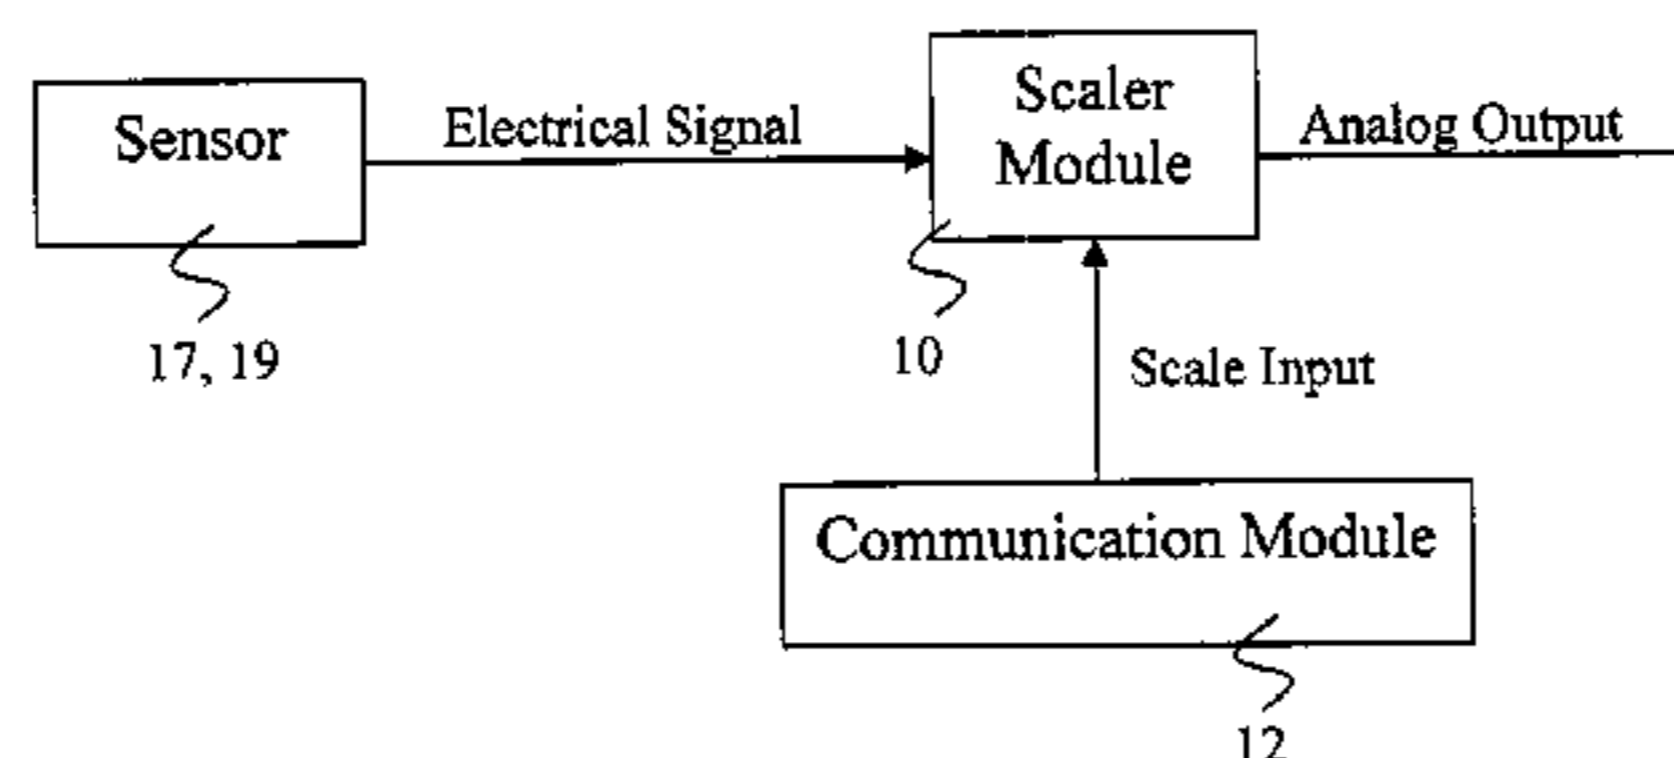 Sensor
Electrical Signal
Scaler
Module
Analog Output
17, 19
10
Scale Input
Communication Module
12